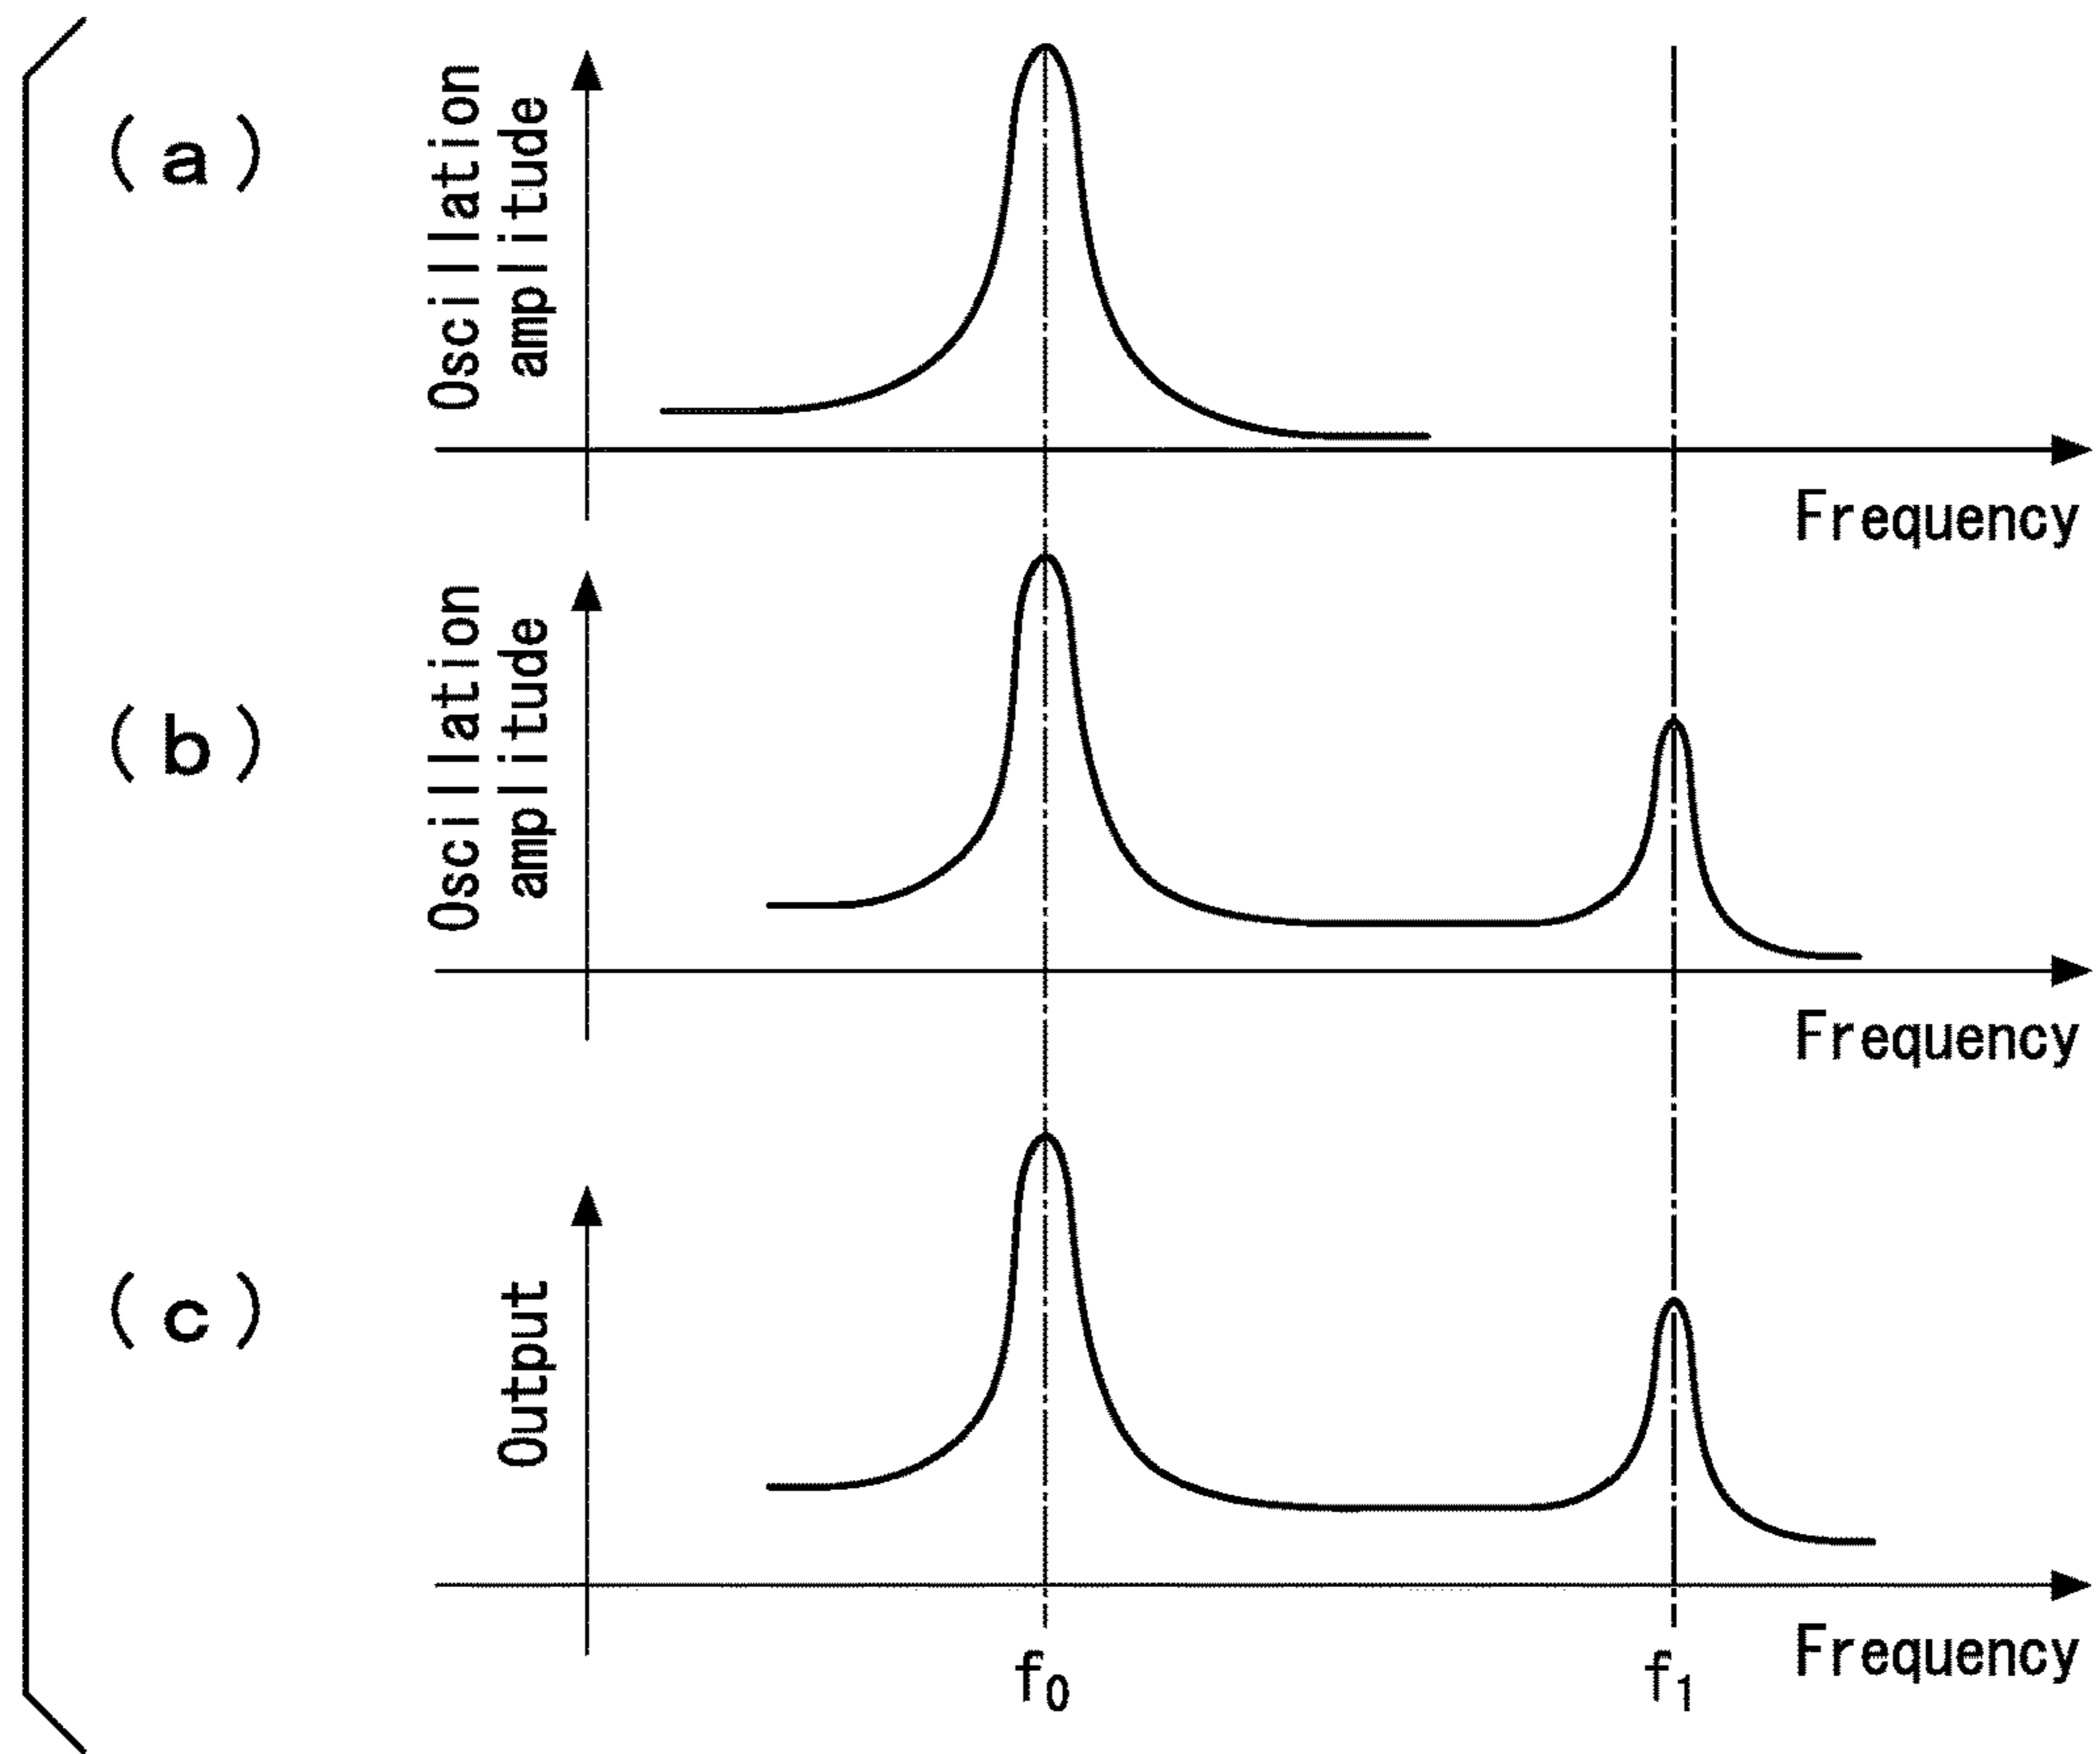 (a)
Oscillation
amplitude
Frequency
(b)
Oscillation
amplitude
Frequency
(c)
Output
Frequency
f₀
f₁